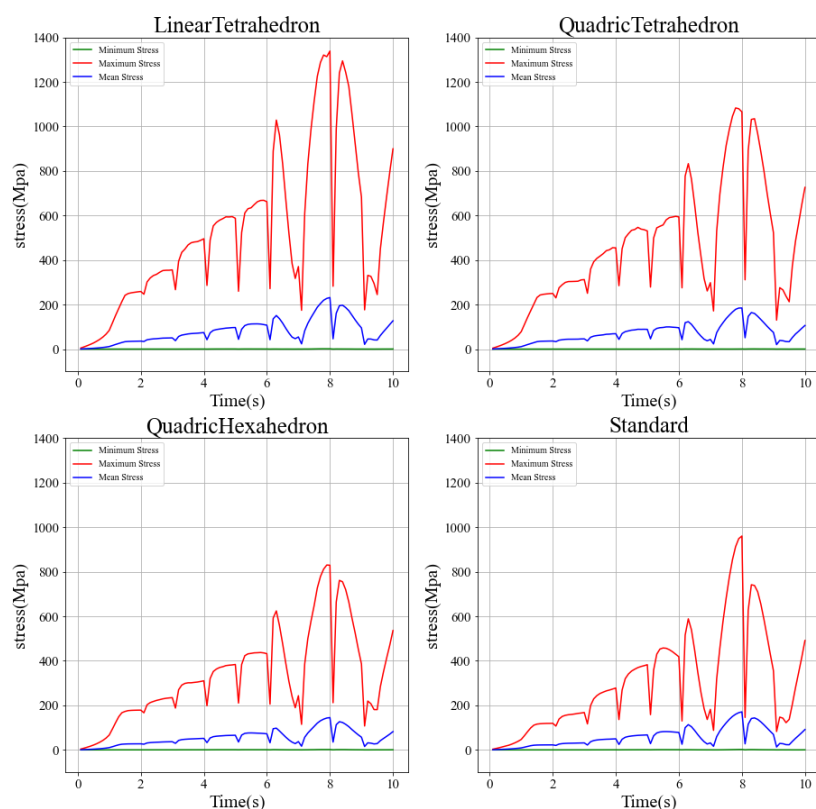 LinearTetrahedron
1400
1200
1000
800
600
400
200
0
stress(Mpa)
Minimum Stress
Maximum Stress
Mean Stress
0 2 4 6 8 10
Time(s)
QuadricTetrahedron
1400
1200
1000
800
600
400
200
0
stress(Mpa)
Minimum Stress
Maximum Stress
Mean Stress
0 2 4 6 8 10
Time(s)
QuadricHexahedron
1400
1200
1000
800
600
400
200
0
stress(Mpa)
Minimum Stress
Maximum Stress
Mean Stress
0 2 4 6 8 10
Time(s)
Standard
1400
1200
1000
800
600
400
200
0
stress(Mpa)
Minimum Stress
Maximum Stress
Mean Stress
0 2 4 6 8 10
Time(s)